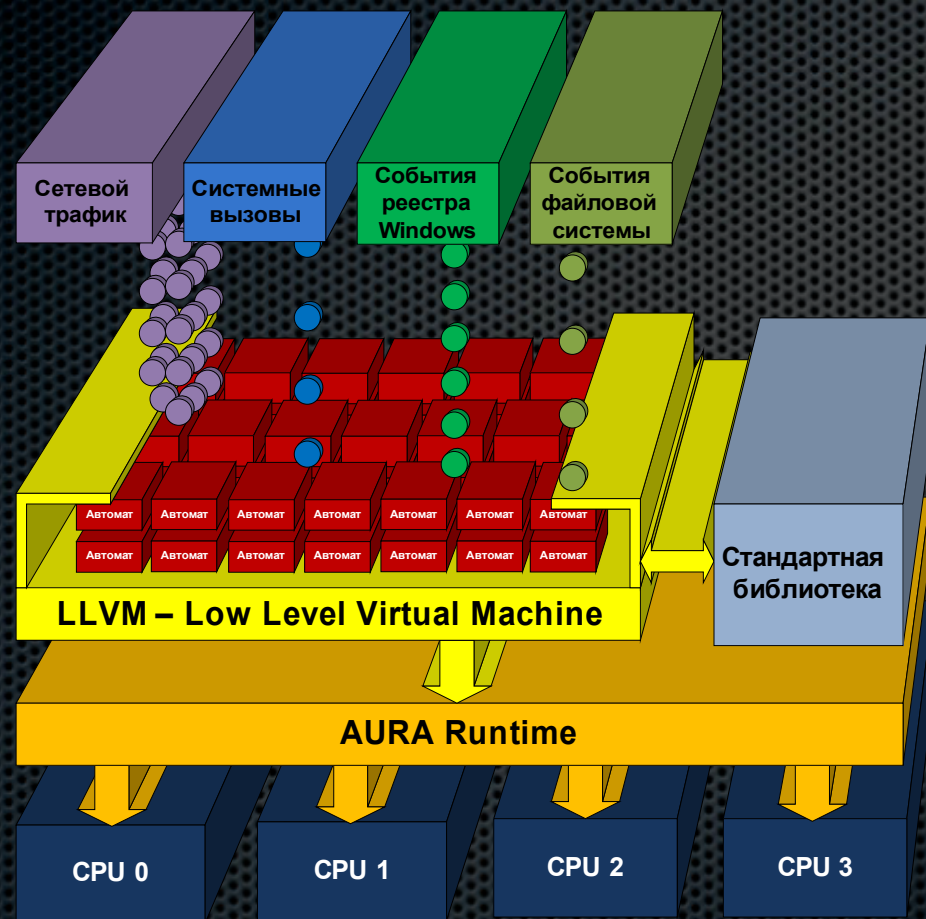 Сетевой
трафик
Системные
вызовы
События
реестра
Windows
События
файловой
системы
Автомат Автомат Автомат Автомат Автомат Автомат Автомат
Автомат Автомат Автомат Автомат Автомат Автомат Автомат
Стандартная
библиотека
LLVM – Low Level Virtual Machine
AURA Runtime
CPU 0
CPU 1
CPU 2
CPU 3